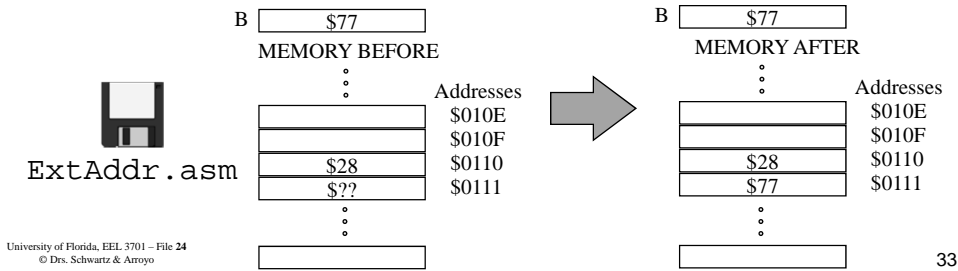 B $77
MEMORY BEFORE
Addresses
$010E
$010F
$28 $0110
$?? $0111
ExtAddr.asm
B $77
MEMORY AFTER
Addresses
$010E
$010F
$28 $0110
$77 $0111
University of Florida, EEL 3701 – File 24
© Drs. Schwartz & Arroyo
33